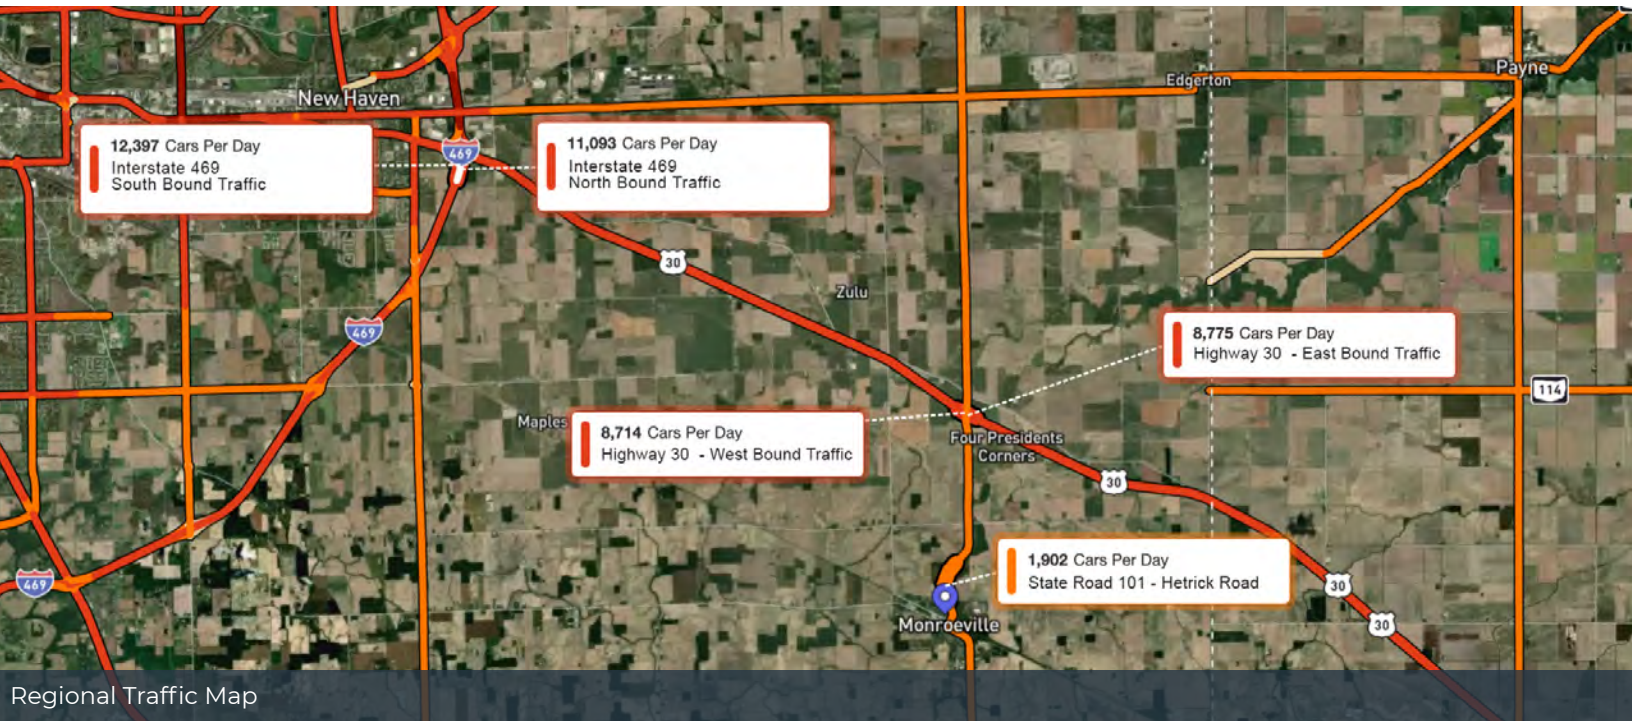 Edgerton
Payne
New Haven
12,397 Cars Per Day
Interstate 469
South Bound Traffic
469
11,093 Cars Per Day
Interstate 469
North Bound Traffic
30
Zulu
469
8,775 Cars Per Day
Highway 30 - East Bound Traffic
114
Maples
8,714 Cars Per Day
Highway 30 - West Bound Traffic
Four Presidents
Corners
30
1,902 Cars Per Day
State Road 101 - Hetrick Road
469
30
30
Monroeville
Regional Traffic Map